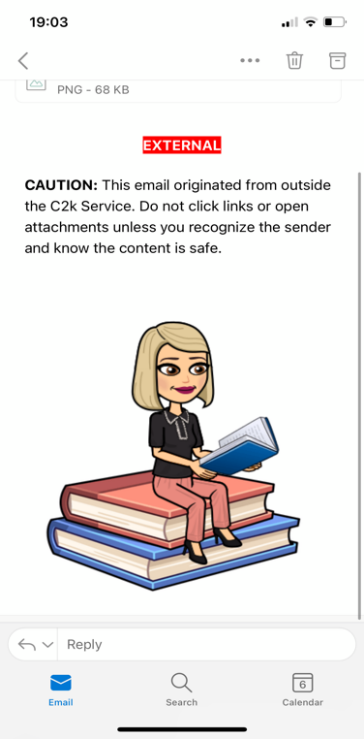 19:03
PNG - 68 KB
EXTERNAL
CAUTION: This email originated from outside
the C2k Service. Do not click links or open
attachments unless you recognize the sender
and know the content is safe.
Reply
6
Email
Search
Calendar